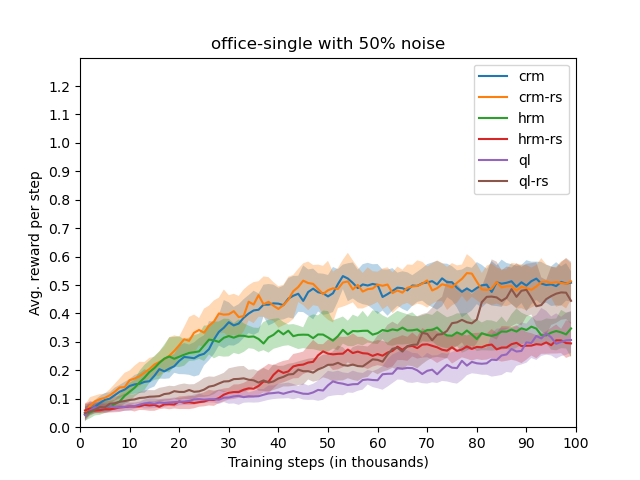 office-single with 50% noise
crm
crm-rs
hrm
hrm-rs
ql
ql-rs
Avg. reward per step
1.2
1.1
1.0
0.9
0.8
0.7
0.6
0.5
0.4
0.3
0.2
0.1
0.0
0 10 20 30 40 50 60 70 80 90 100
Training steps (in thousands)